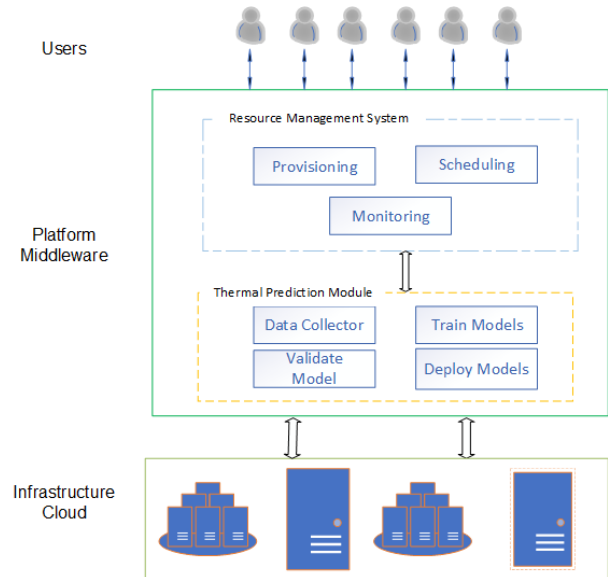 Users
Resource Management System
Provisioning
Scheduling
Monitoring
Platform
Middleware
Thermal Prediction Module
Data Collector
Train Models
Validate
Model
Deploy Models
Infrastructure
Cloud